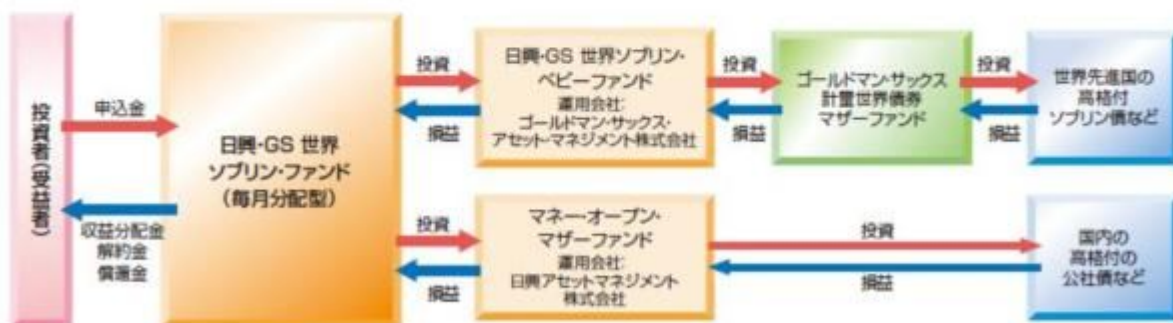 投資者(受益者)
申込金
収益分配金
解約金
償還金
日興・GS 世界
ソブリン・ファンド
(毎月分配型)
投資
損益
日興・GS 世界ソブリン・
ベビーファンド
運用会社:
ゴールドマン・サックス・
アセット・マネジメント株式会社
投資
損益
ゴールドマン・サックス
計量世界債券
マザーファンド
投資
損益
世界先進国の
高格付
ソブリン債など
投資
損益
マネー・オープン・
マザーファンド
運用会社:
日興アセットマネジメント
株式会社
投資
損益
国内の
高格付の
公社債など